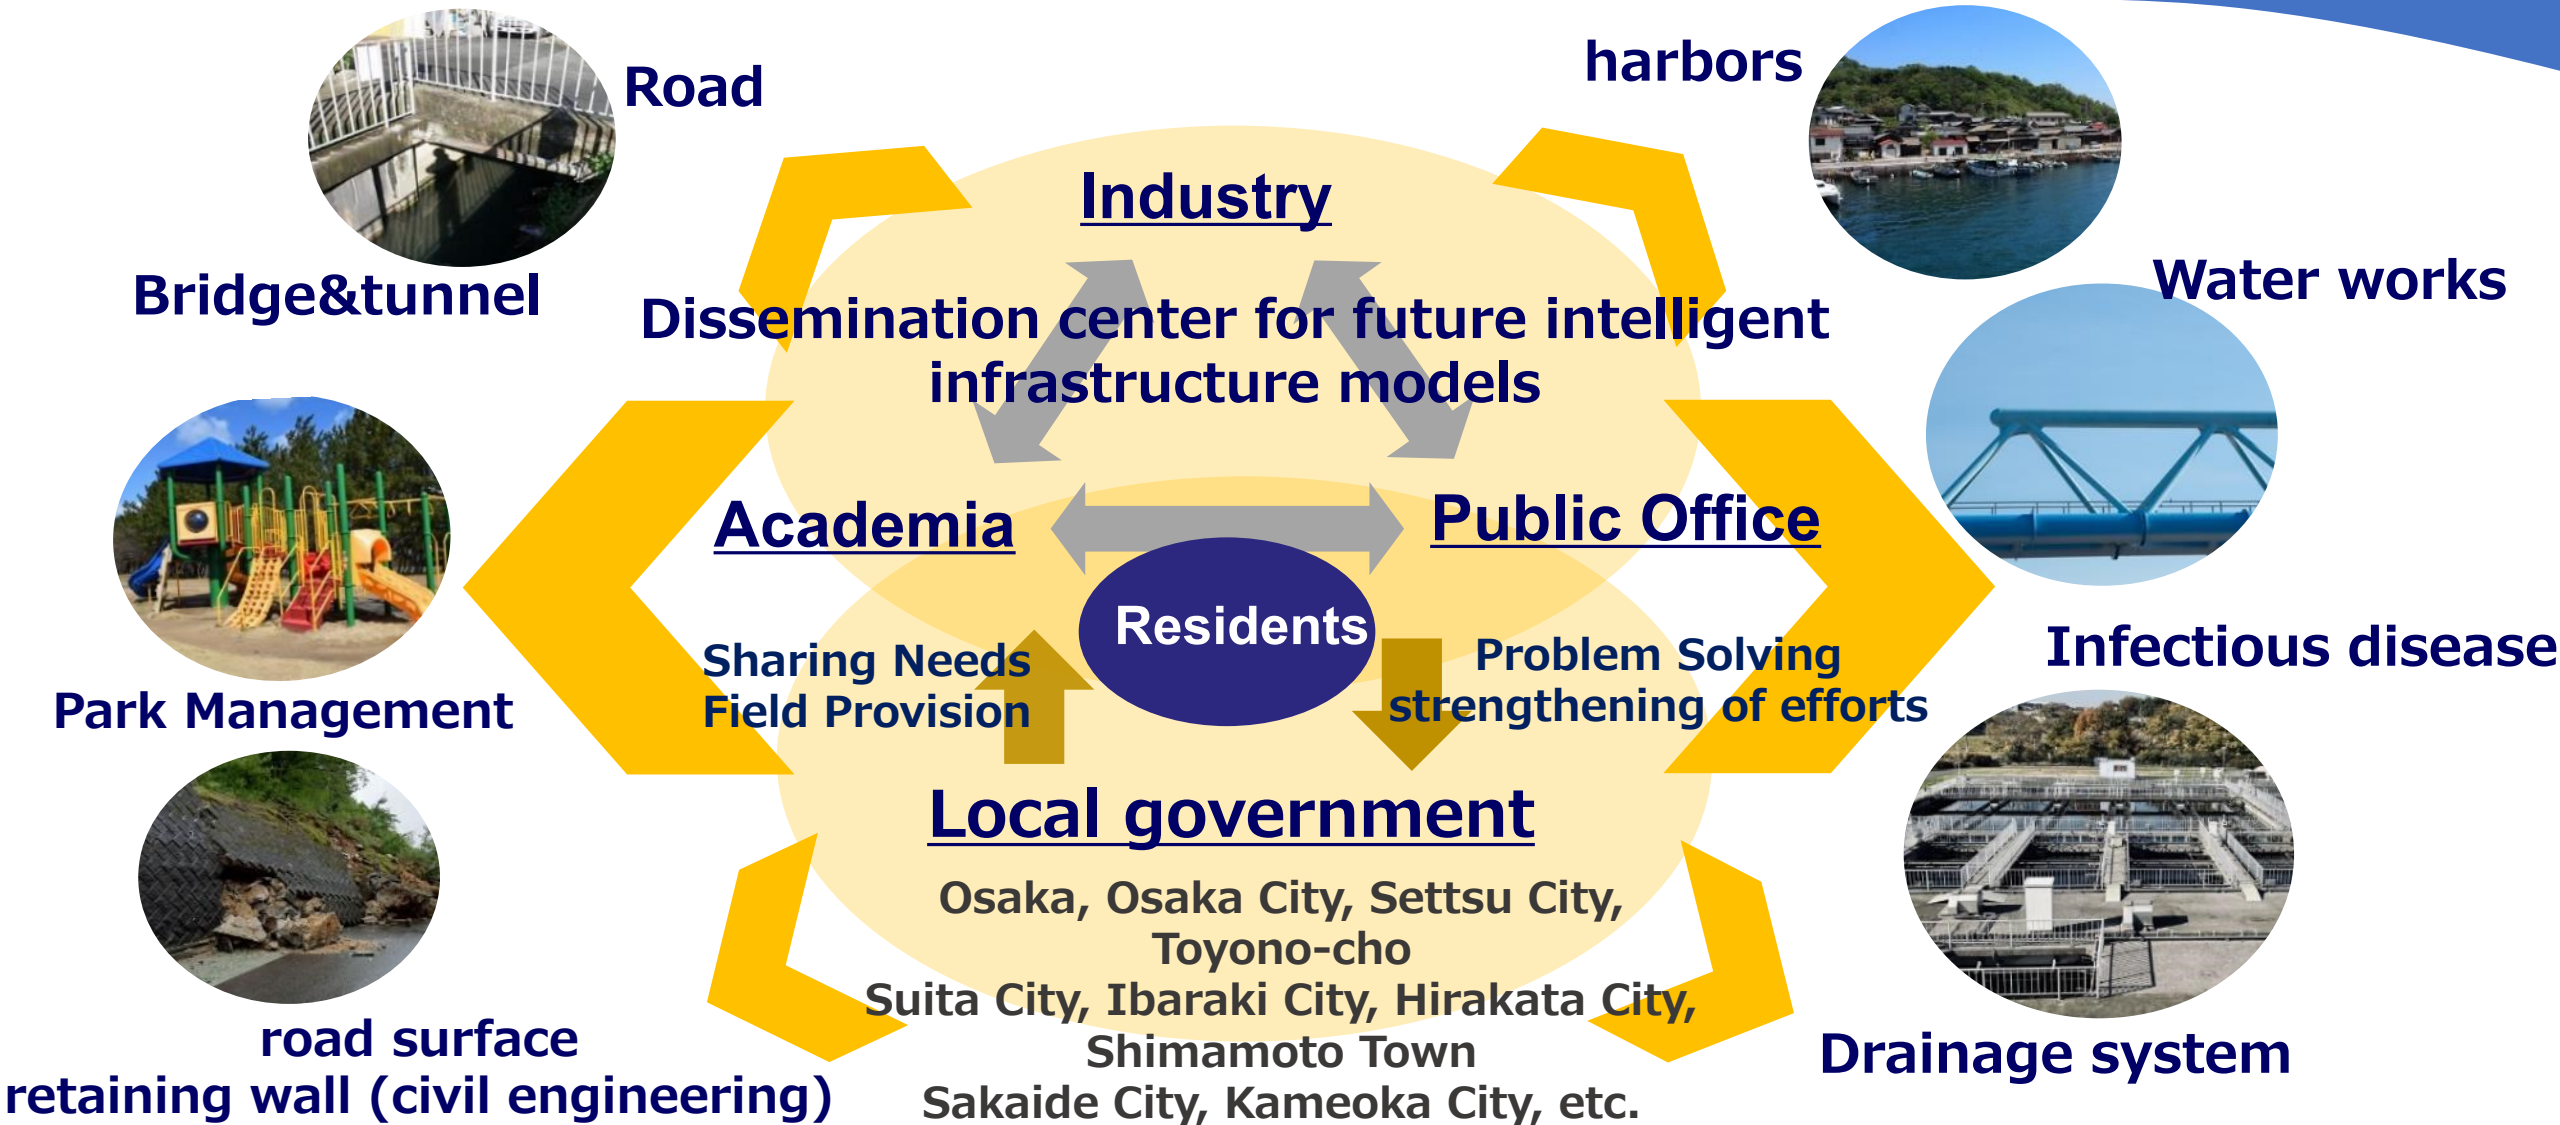 Road
harbors
Bridge&tunnel
Water works
Industry
Dissemination center for future intelligent
infrastructure models
Academia
Public Office
Residents
Sharing Needs
Field Provision
Problem Solving
strengthening of efforts
Park Management
Infectious disease
Local government
Osaka, Osaka City, Settsu City,
Toyono-cho
Suita City, Ibaraki City, Hirakata City,
Shimamoto Town
Sakaide City, Kameoka City, etc.
road surface
retaining wall (civil engineering)
Drainage system